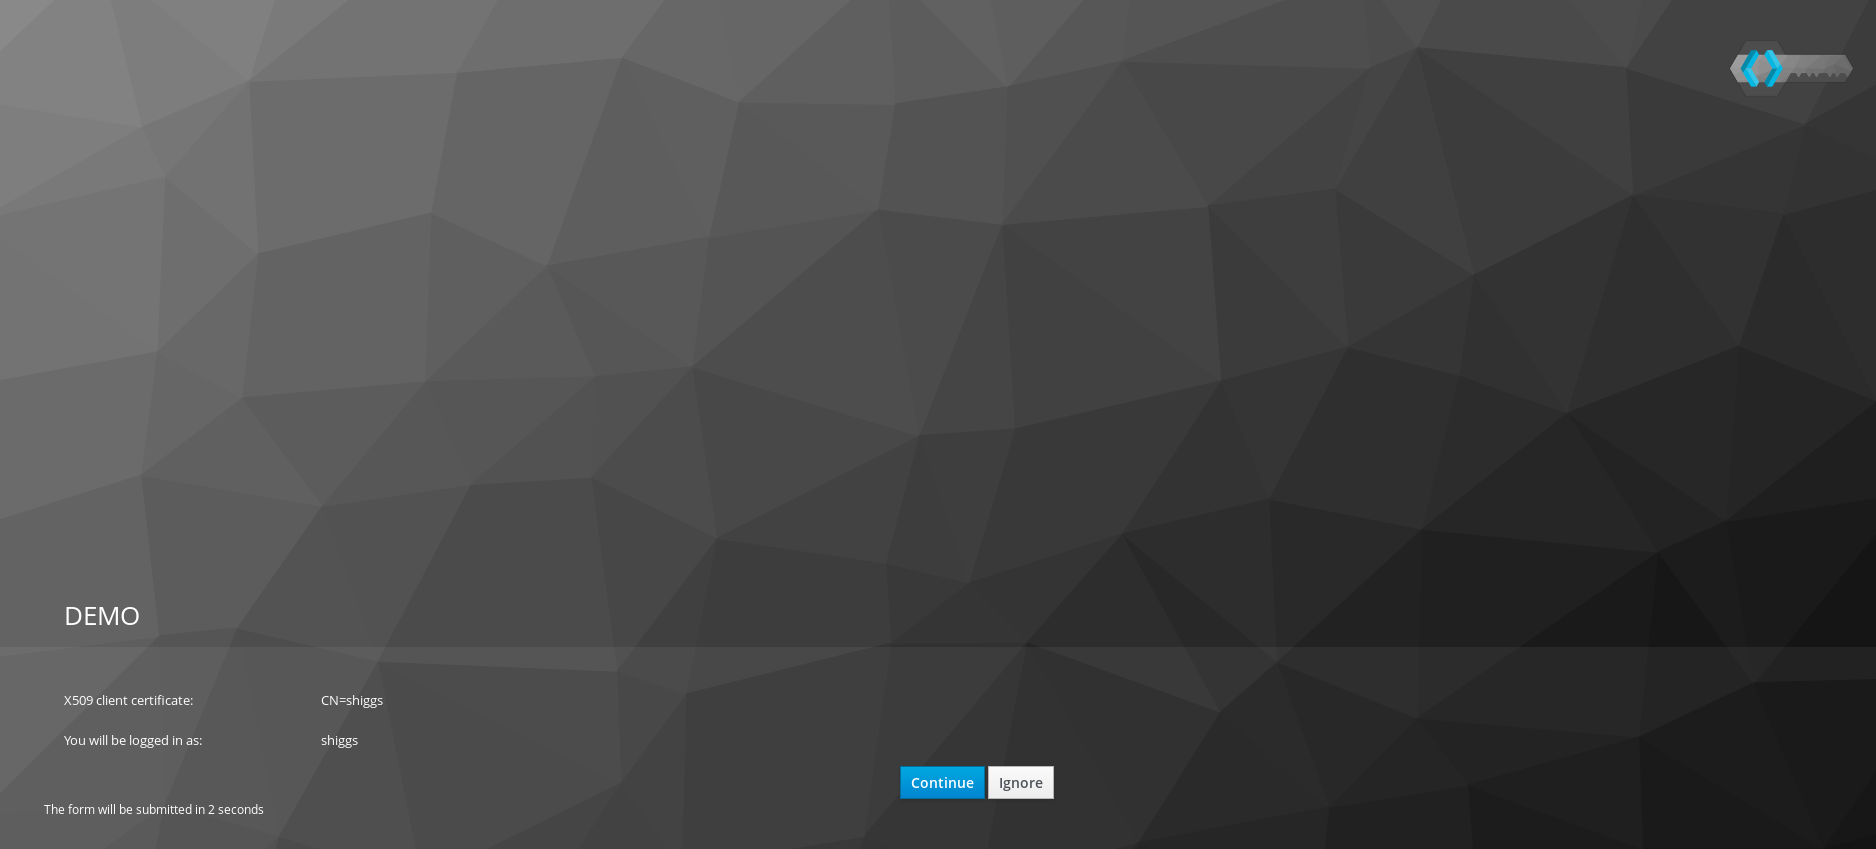 DEMO
X509 client certificate: CN=shiggs
You will be logged in as: shiggs
Continue Ignore
The form will be submitted in 2 seconds